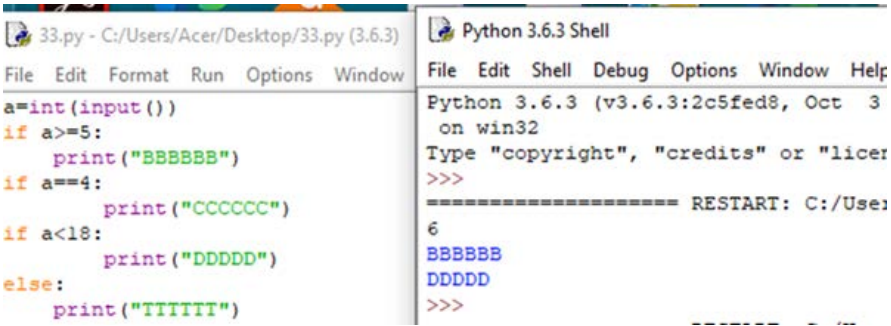 33.py - C:/Users/Acer/Desktop/33.py (3.6.3)
File Edit Format Run Options Window
a=int(input())
if a>=5:
    print("BBBBBB")
if a==4:
        print("CCCCCC")
if a<18:
        print("DDDDD")
else:
    print("TTTTTT")
Python 3.6.3 Shell
File Edit Shell Debug Options Window Help
Python 3.6.3 (v3.6.3:2c5fed8, Oct 3
on win32
Type "copyright", "credits" or "licen
>>>
===================== RESTART: C:/User
6
BBBBBB
DDDDD
>>>